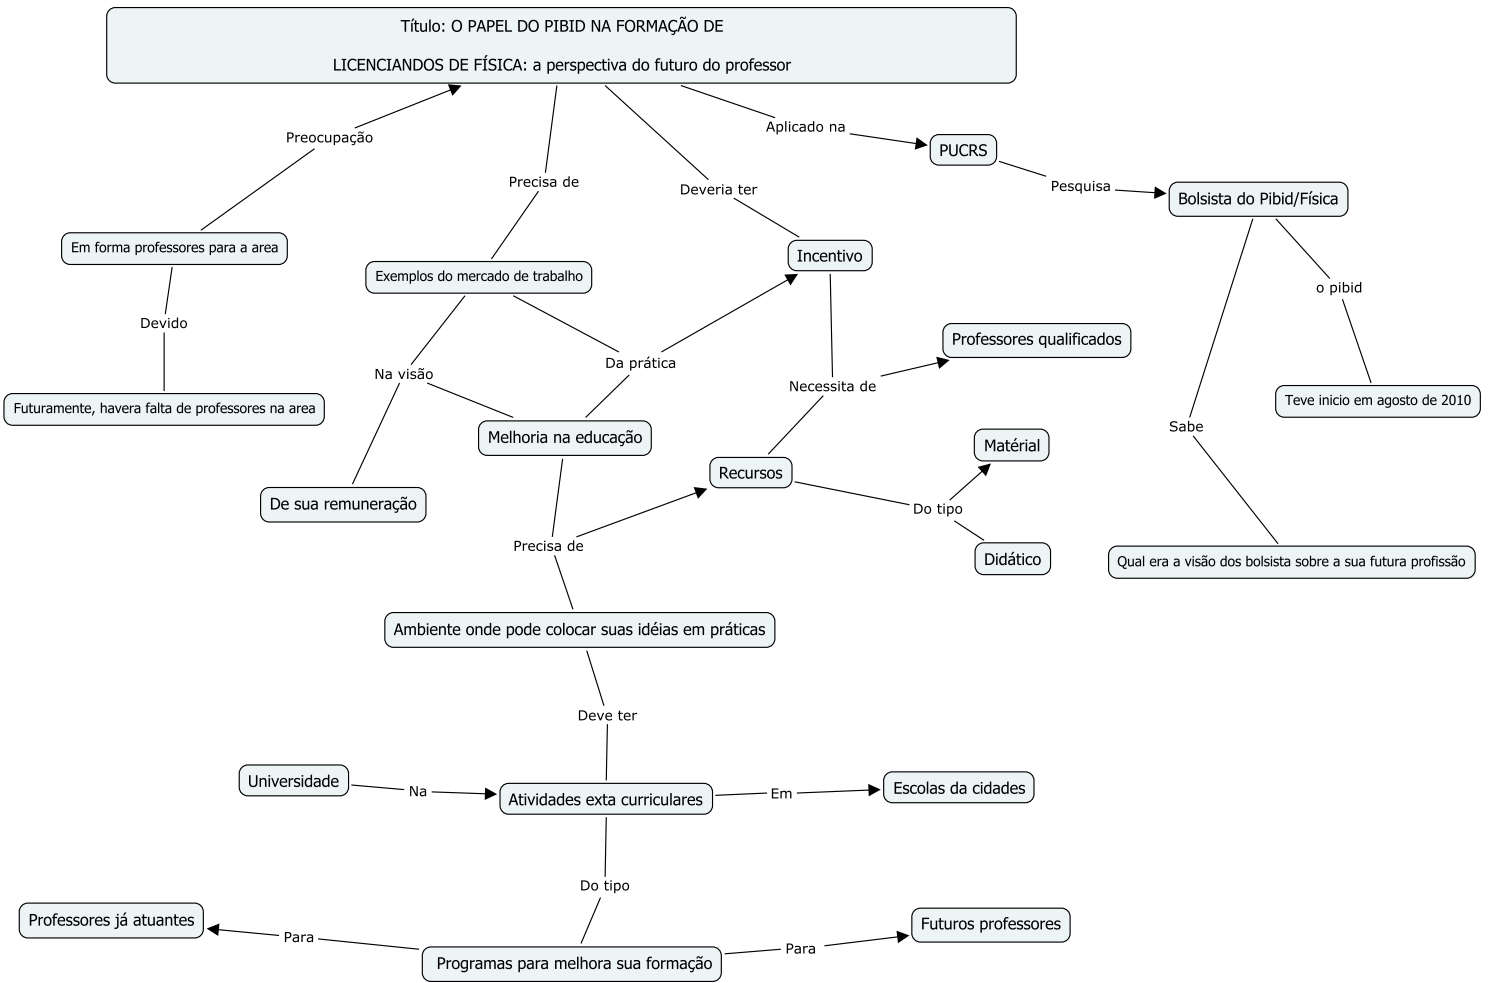 Título: O PAPEL DO PIBID NA FORMAÇÃO DE
LICENCIANDOS DE FÍSICA: a perspectiva do futuro do professor
Preocupação
Aplicado na
PUCRS
Precisa de
Deveria ter
Pesquisa
Bolsista do Pibid/Física
Em forma professores para a area
Exemplos do mercado de trabalho
Incentivo
o pibid
Devido
Professores qualificados
Da prática
Na visão
Necessita de
Teve inicio em agosto de 2010
Futuramente, havera falta de professores na area
Sabe
Melhoria na educação
Matérial
Recursos
De sua remuneração
Do tipo
Precisa de
Didático
Qual era a visão dos bolsista sobre a sua futura profissão
Ambiente onde pode colocar suas idéias em práticas
Deve ter
Universidade
Na
Atividades exta curriculares
Em
Escolas da cidades
Do tipo
Professores já atuantes
Para
Programas para melhora sua formação
Para
Futuros professores